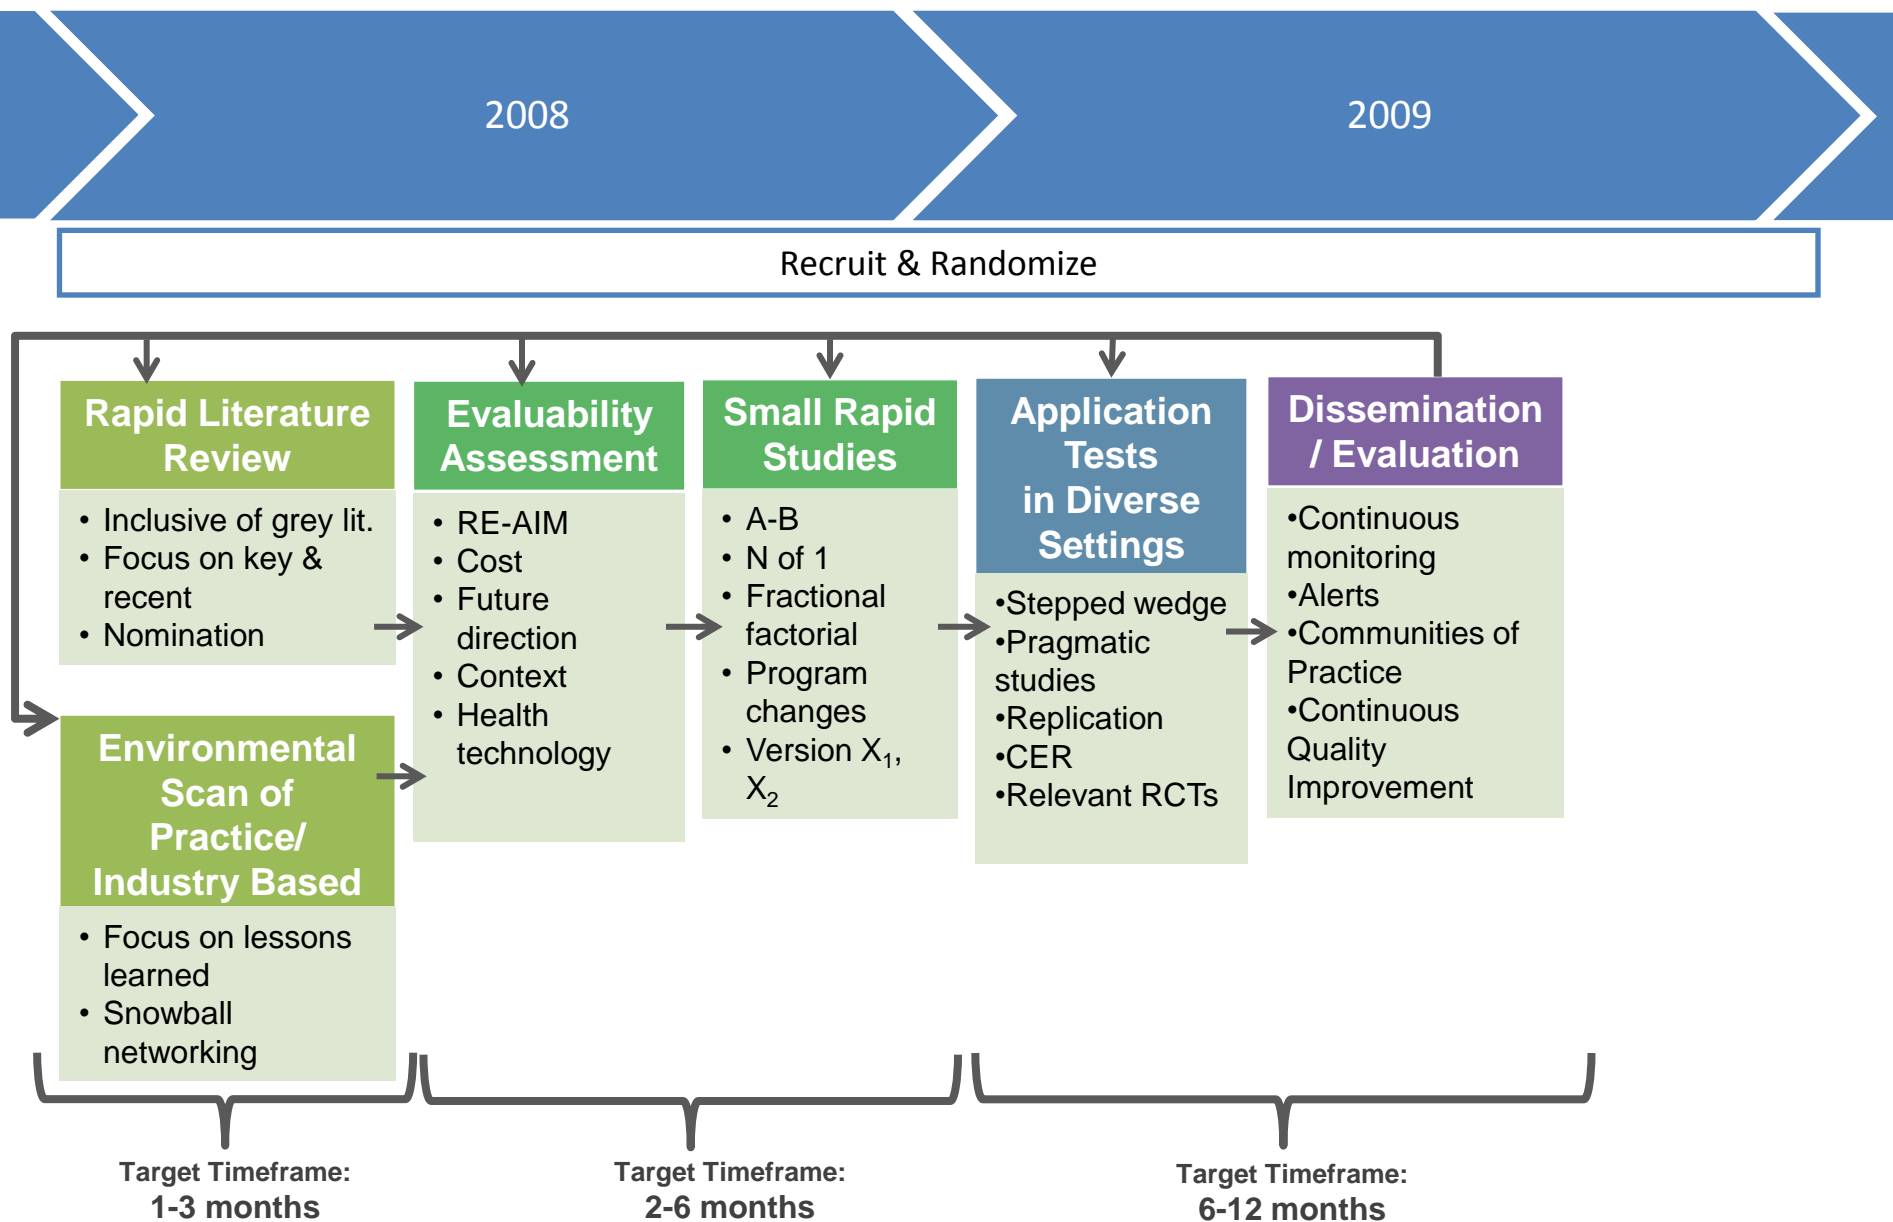 2008
2009
Recruit & Randomize
Rapid Literature
Review
• Inclusive of grey lit.
• Focus on key &
recent
• Nomination
Environmental
Scan of
Practice/
Industry Based
• Focus on lessons
learned
• Snowball
networking
Evaluability
Assessment
• RE-AIM
• Cost
• Future
direction
• Context
• Health
technology
Small Rapid
Studies
• A-B
• N of 1
• Fractional
factorial
• Program
changes
• Version X₁,
X₂
Application
Tests
in Diverse
Settings
•Stepped wedge
•Pragmatic
studies
•Replication
•CER
•Relevant RCTs
Dissemination
/ Evaluation
•Continuous
monitoring
•Alerts
•Communities of
Practice
•Continuous
Quality
Improvement
Target Timeframe:
1-3 months
Target Timeframe:
2-6 months
Target Timeframe:
6-12 months